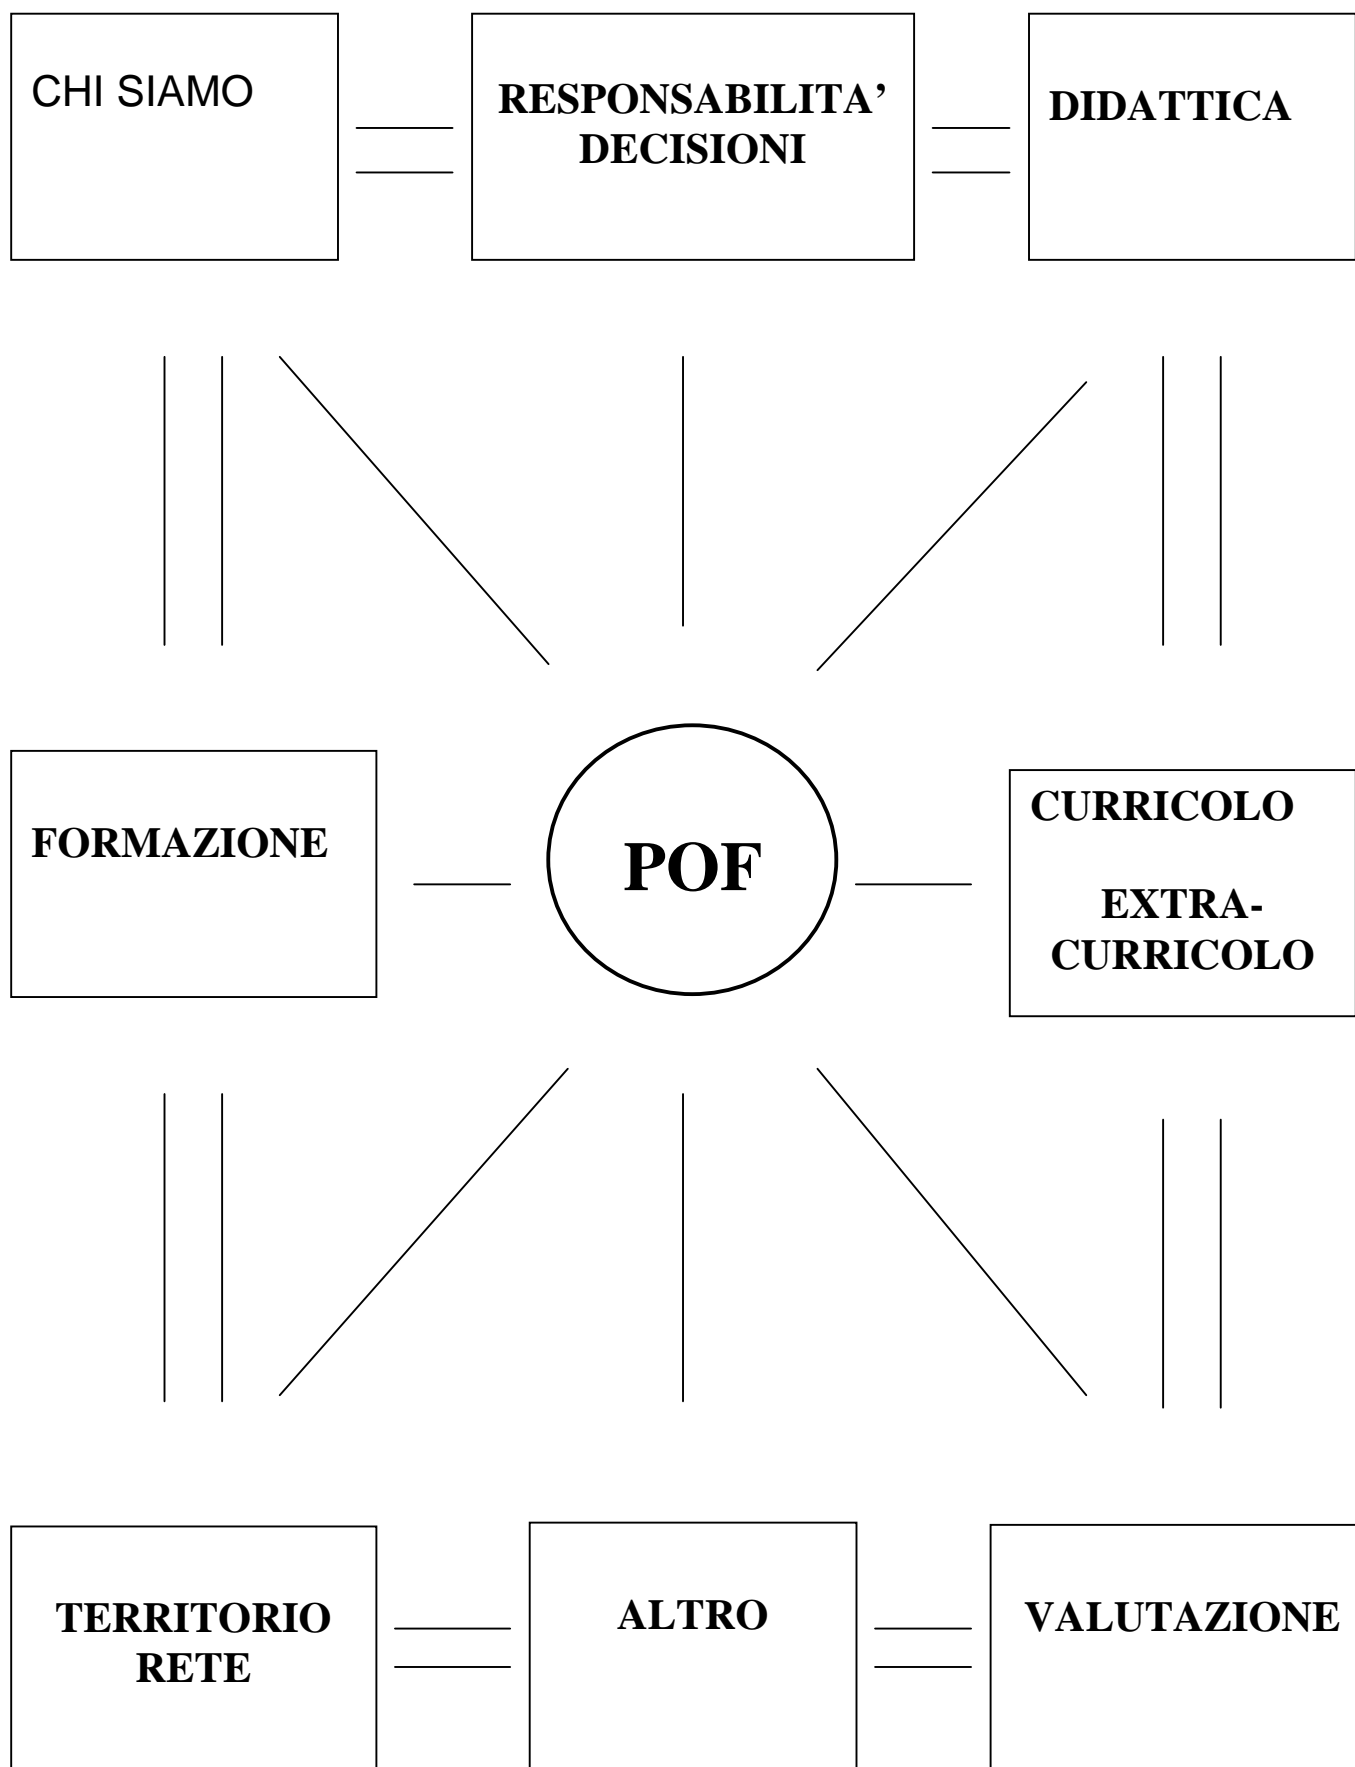 CHI SIAMO
RESPONSABILITA’
DECISIONI
DIDATTICA
FORMAZIONE
POF
CURRICOLO
EXTRA-
CURRICOLO
TERRITORIO
RETE
ALTRO
VALUTAZIONE